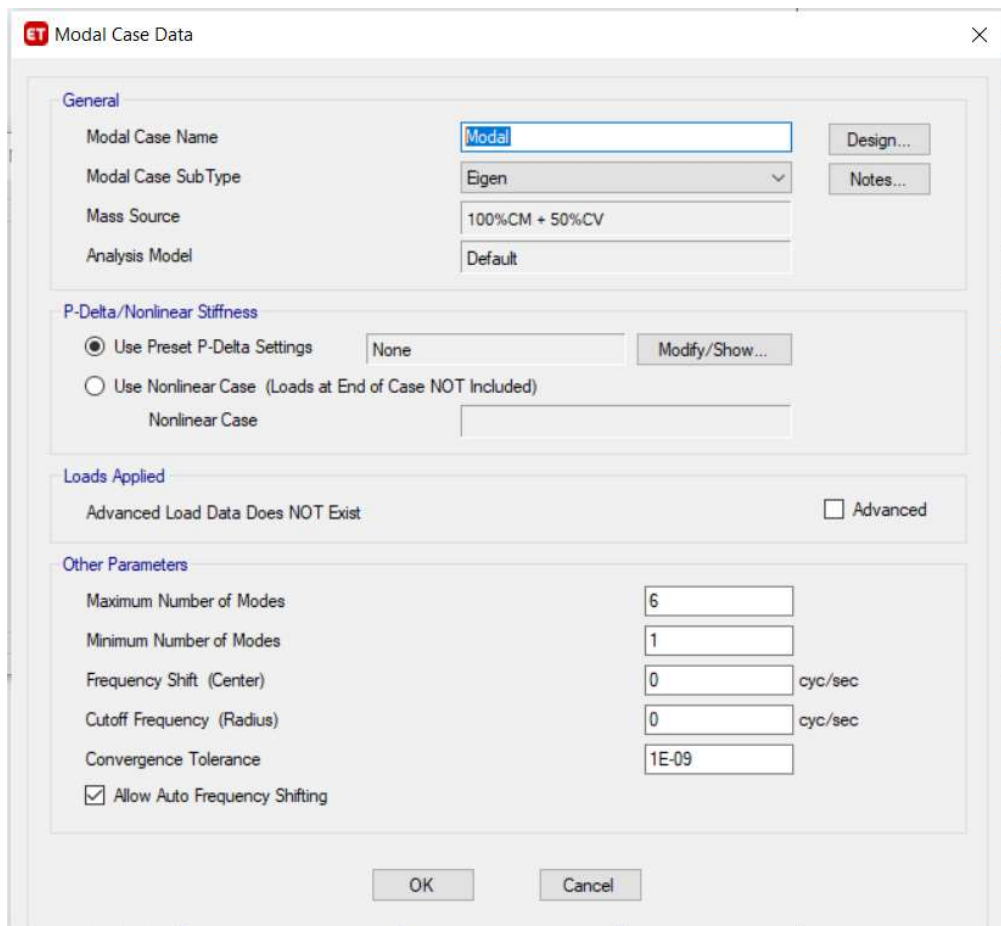 ET Modal Case Data
General
Modal Case Name Modal Design...
Modal Case SubType Eigen Notes...
Mass Source 100%CM + 50%CV
Analysis Model Default
P-Delta/Nonlinear Stiffness
Use Preset P-Delta Settings None Modify/Show...
Use Nonlinear Case (Loads at End of Case NOT Included)
Nonlinear Case
Loads Applied
Advanced Load Data Does NOT Exist Advanced
Other Parameters
Maximum Number of Modes 6
Minimum Number of Modes 1
Frequency Shift (Center) 0 cyc/sec
Cutoff Frequency (Radius) 0 cyc/sec
Convergence Tolerance 1E-09
Allow Auto Frequency Shifting
OK Cancel